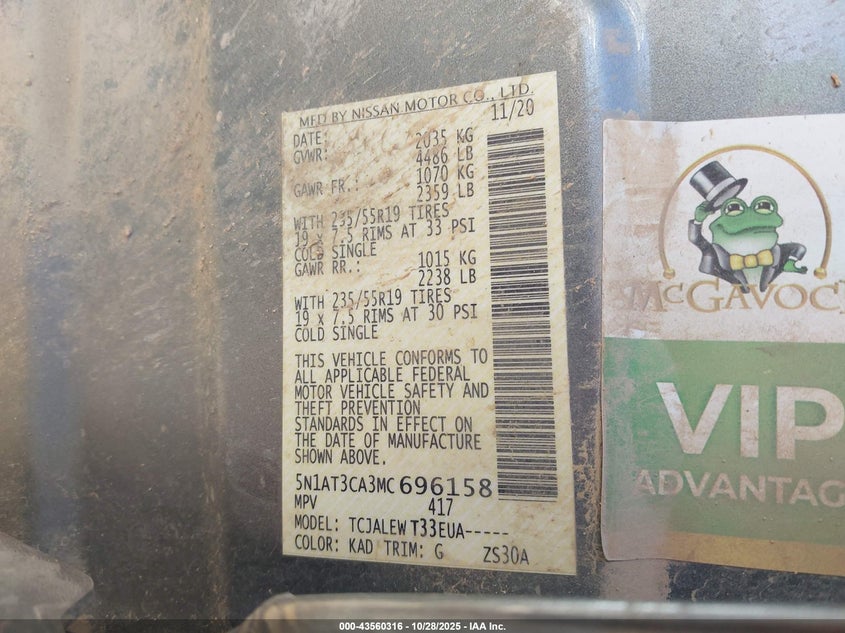 MFD BY NISSAN MOTOR CO., LTD.
DATE: 11/20
GVWR: 2035 KG
4486 LB
GAWR FR.: 1070 KG
2359 LB
WITH 235/55R19 TIRES
19 x 7.5 RIMS AT 33 PSI
COLD SINGLE
GAWR RR.: 1015 KG
2238 LB
WITH 235/55R19 TIRES
19 x 7.5 RIMS AT 30 PSI
COLD SINGLE
THIS VEHICLE CONFORMS TO
ALL APPLICABLE FEDERAL
MOTOR VEHICLE SAFETY AND
THEFT PREVENTION
STANDARDS IN EFFECT ON
THE DATE OF MANUFACTURE
SHOWN ABOVE.
5N1AT3CA3MC696158
MPV 417
MODEL: TCJALEWT33EUA-----
COLOR: KAD TRIM: G ZS30A
McGAVOC
VIP
ADVANTAG
000-43560316 - 10/28/2025 - IAA Inc.